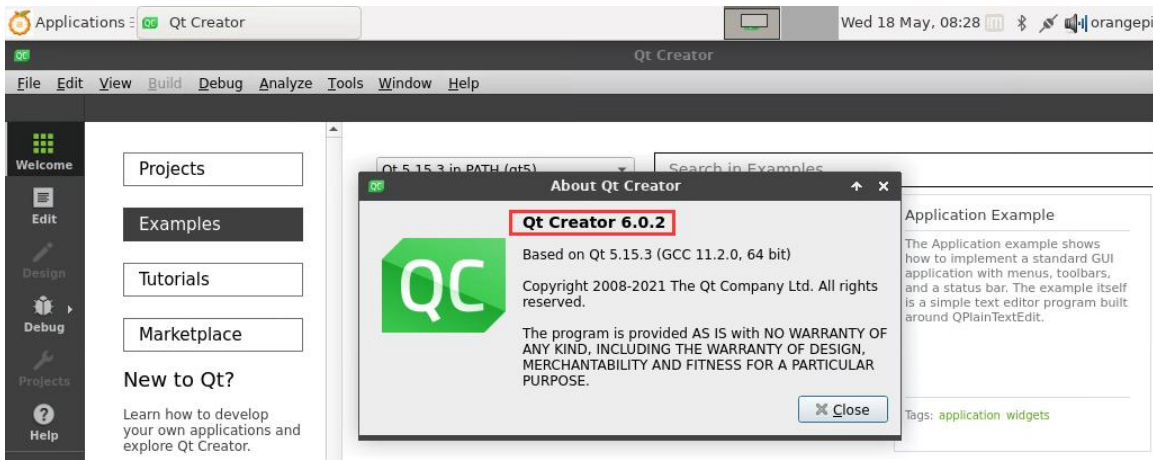 Applications Qt Creator Wed 18 May, 08:28 orangepi
QC Qt Creator
File Edit View Build Debug Analyze Tools Window Help
Welcome
Edit
Design
Debug
Projects
Help
Projects
Examples
Tutorials
Marketplace
New to Qt?
Learn how to develop
your own applications and
explore Qt Creator.
Qt 5.15.3 in PATH (qt5)
Search in Examples
QC About Qt Creator
QC
Qt Creator 6.0.2
Based on Qt 5.15.3 (GCC 11.2.0, 64 bit)
Copyright 2008-2021 The Qt Company Ltd. All rights
reserved.
The program is provided AS IS with NO WARRANTY OF
ANY KIND, INCLUDING THE WARRANTY OF DESIGN,
MERCHANTABILITY AND FITNESS FOR A PARTICULAR
PURPOSE.
Close
Application Example
The Application example shows
how to implement a standard GUI
application with menus, toolbars,
and a status bar. The example itself
is a simple text editor program built
around QPlainTextEdit.
Tags: application widgets